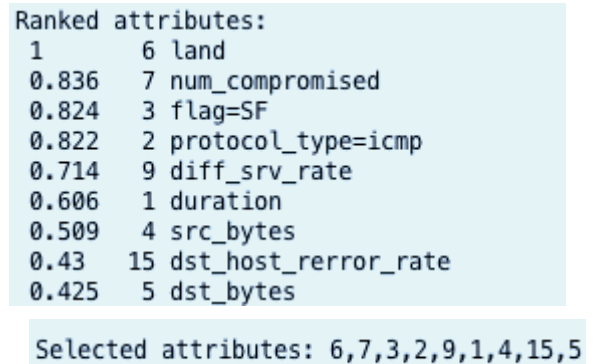 Ranked attributes:
1 6 land
0.836 7 num_compromised
0.824 3 flag=SF
0.822 2 protocol_type=icmp
0.714 9 diff_srv_rate
0.606 1 duration
0.509 4 src_bytes
0.43 15 dst_host_rerror_rate
0.425 5 dst_bytes
Selected attributes: 6,7,3,2,9,1,4,15,5